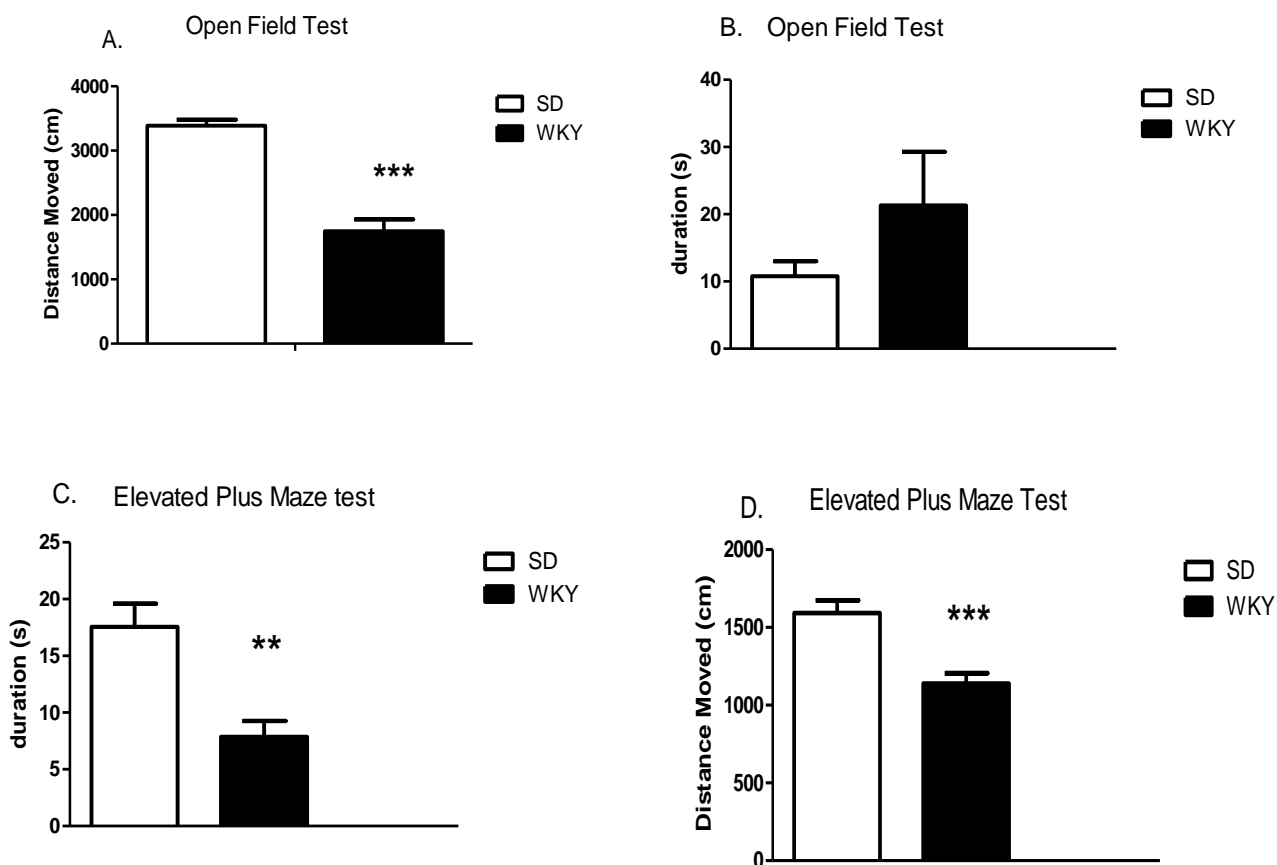 A. Open Field Test
4000
3000
2000
1000
0
Distance Moved (cm)
***
SD
WKY
B. Open Field Test
40
30
20
10
0
duration (s)
SD
WKY
C. Elevated Plus Maze test
25
20
15
10
5
0
duration (s)
**
SD
WKY
D. Elevated Plus Maze Test
2000
1500
1000
500
0
Distance Moved (cm)
***
SD
WKY